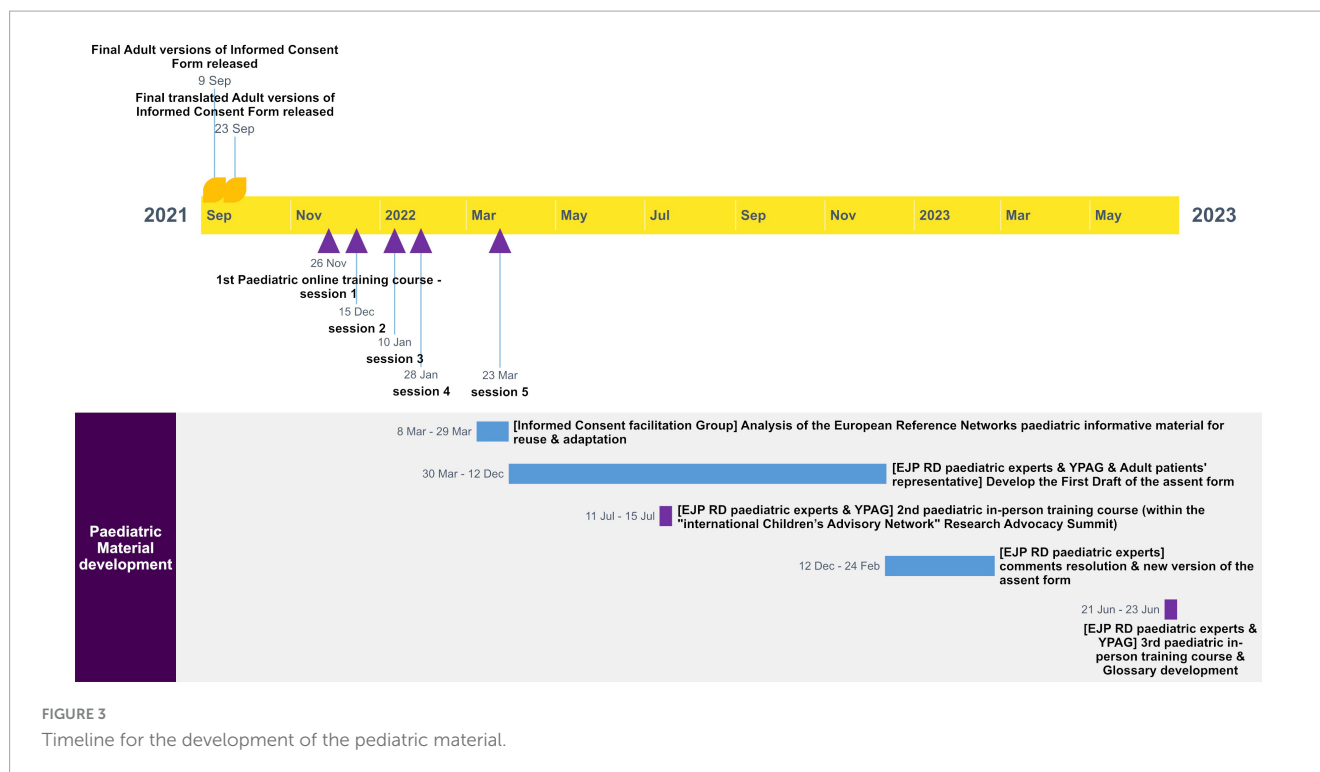 Final Adult versions of Informed Consent
Form released
9 Sep
Final translated Adult versions of
Informed Consent Form released
23 Sep
2021
Sep
Nov
2022
Mar
May
Jul
Sep
Nov
2023
Mar
May
2023
26 Nov
1st Paediatric online training course -
session 1
15 Dec
session 2
10 Jan
session 3
28 Jan
session 4
23 Mar
session 5
Paediatric
Material
development
8 Mar - 29 Mar
[Informed Consent facilitation Group] Analysis of the European Reference Networks paediatric informative material for
reuse & adaptation
30 Mar - 12 Dec
[EJP RD paediatric experts & YPAG & Adult patients'
representative] Develop the First Draft of the assent form
11 Jul - 15 Jul
[EJP RD paediatric experts & YPAG] 2nd paediatric in-person training course (within the
"international Children’s Advisory Network" Research Advocacy Summit)
12 Dec - 24 Feb
[EJP RD paediatric experts]
comments resolution & new version of the
assent form
21 Jun - 23 Jun
[EJP RD paediatric experts &
YPAG] 3rd paediatric in-
person training course &
Glossary development
FIGURE 3
Timeline for the development of the pediatric material.